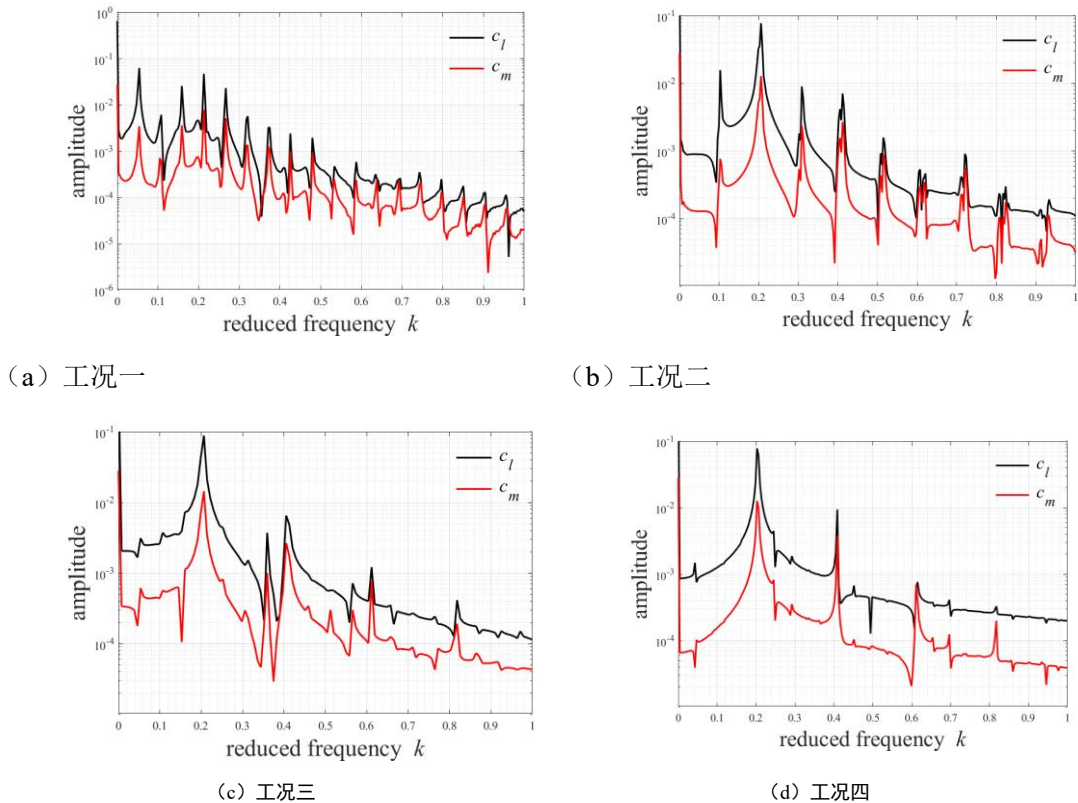 10^0
10^-1
10^-2
10^-3
10^-4
10^-5
10^-6
amplitude
c_l
c_m
0 0.1 0.2 0.3 0.4 0.5 0.6 0.7 0.8 0.9 1
reduced frequency k
(a)工况一
10^-1
10^-2
10^-3
10^-4
amplitude
c_l
c_m
0 0.1 0.2 0.3 0.4 0.5 0.6 0.7 0.8 0.9 1
reduced frequency k
(b)工况二
10^-1
10^-2
10^-3
10^-4
amplitude
c_l
c_m
0 0.1 0.2 0.3 0.4 0.5 0.6 0.7 0.8 0.9 1
reduced frequency k
(c)工况三
10^-1
10^-2
10^-3
10^-4
amplitude
c_l
c_m
0 0.1 0.2 0.3 0.4 0.5 0.6 0.7 0.8 0.9 1
reduced frequency k
(d)工况四